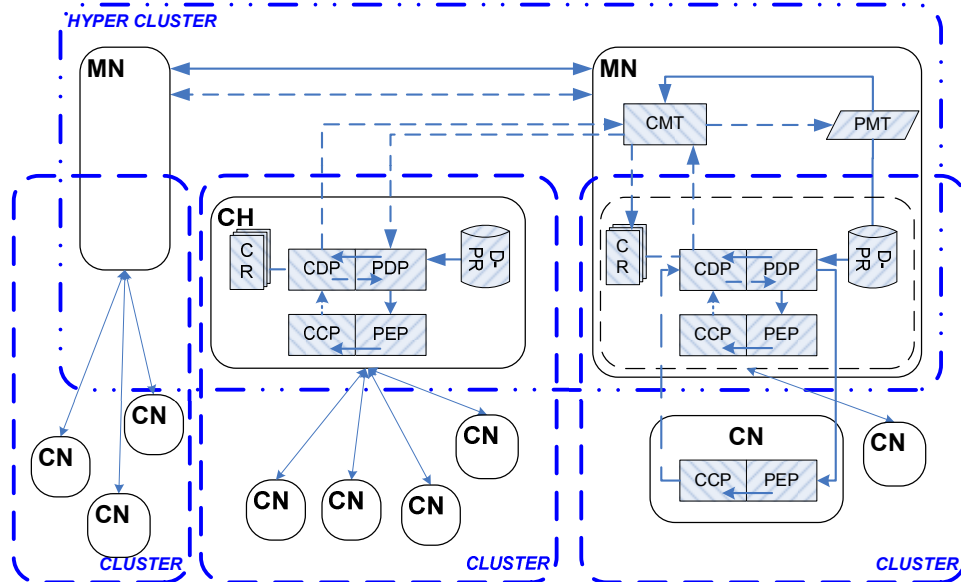 HYPER CLUSTER
MN
MN
CMT
PMT
CH
C
R
CDP
PDP
D-
PR
CCP
PEP
C
R
CDP
PDP
D-
PR
CCP
PEP
CN
CN
CN
CN
CN
CN
CN
CN
CCP
PEP
CN
CLUSTER
CLUSTER
CLUSTER